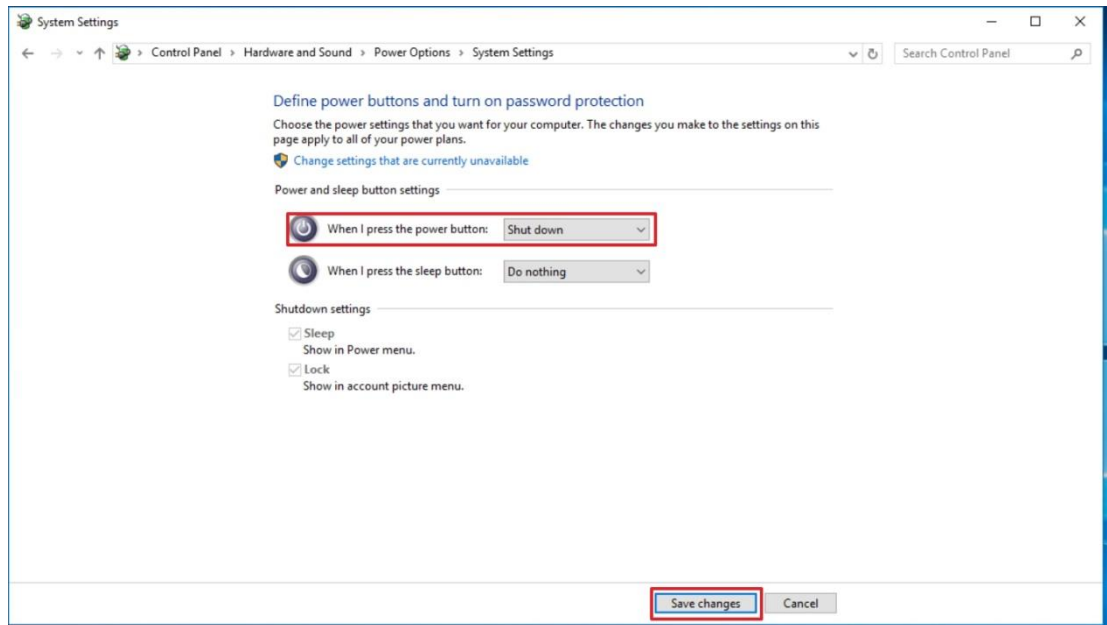 System Settings
Control Panel > Hardware and Sound > Power Options > System Settings
Search Control Panel
Define power buttons and turn on password protection
Choose the power settings that you want for your computer. The changes you make to the settings on this
page apply to all of your power plans.
Change settings that are currently unavailable
Power and sleep button settings
When I press the power button: Shut down
When I press the sleep button: Do nothing
Shutdown settings
Sleep
Show in Power menu.
Lock
Show in account picture menu.
Save changes Cancel